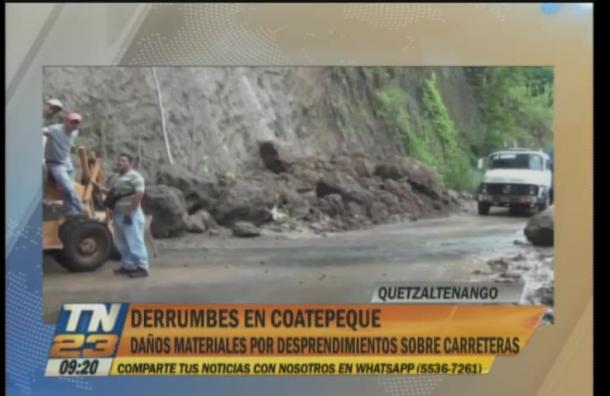 QUETZALTENANGO
TN
23
DERRUMBES EN COATEPEQUE
DAÑOS MATERIALES POR DESPRENDIMIENTOS SOBRE CARRETERAS
09:20
COMPARTE TUS NOTICIAS CON NOSOTROS EN WHATSAPP (5536-7261)